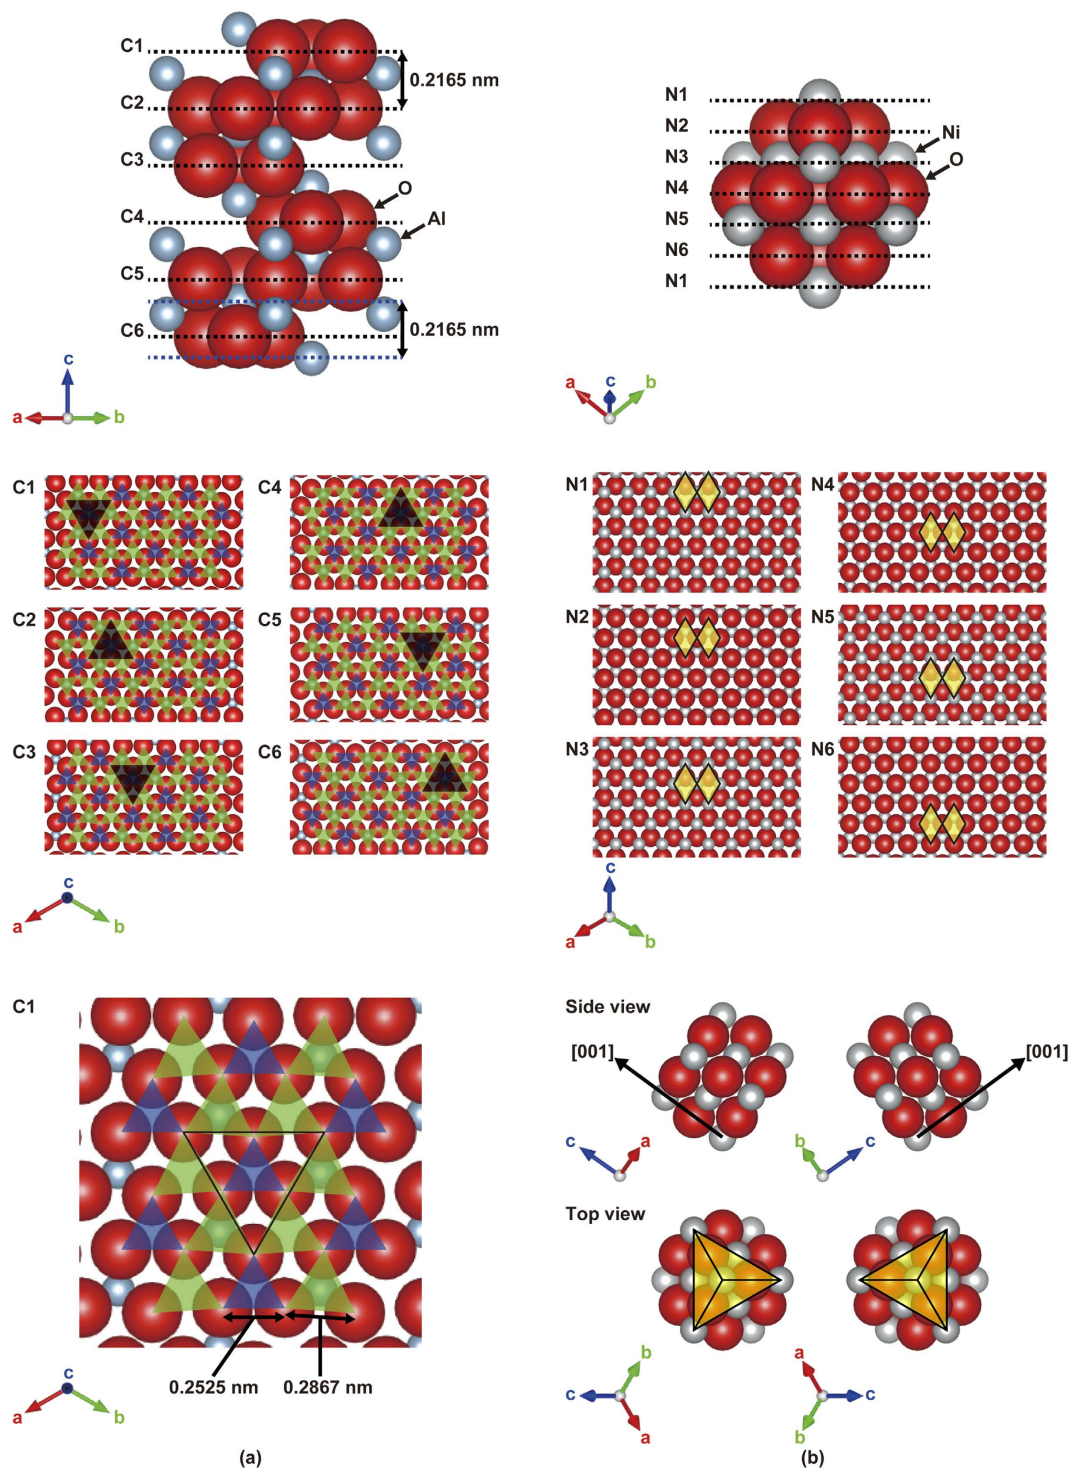 C1
0.2165 nm
C2
C3
O
C4
Al
C5
0.2165 nm
C6
c
a b
N1
N2
Ni
N3
O
N4
N5
N6
N1
a c b
C1 C4
C2 C5
C3 C6
c
a b
N1 N4
N2 N5
N3 N6
c
a b
C1
0.2525 nm 0.2867 nm
c
a b
(a)
Side view
[001] [001]
c a b c
Top view
b a
c c
a b
(b)